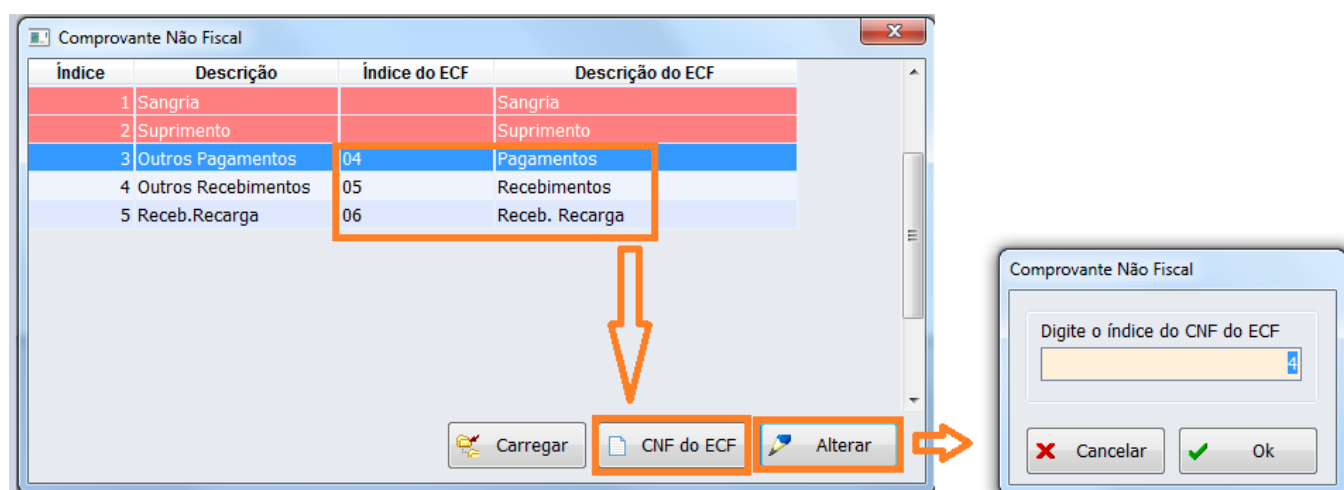 Comprovante Não Fiscal
Índice Descrição Índice do ECF Descrição do ECF
1 Sangria Sangria
2 Suprimento Suprimento
3 Outros Pagamentos 04 Pagamentos
4 Outros Recebimentos 05 Recebimentos
5 Receb.Recarga 06 Receb. Recarga
Carregar CNF do ECF Alterar
Comprovante Não Fiscal
Digite o índice do CNF do ECF
4
Cancelar Ok